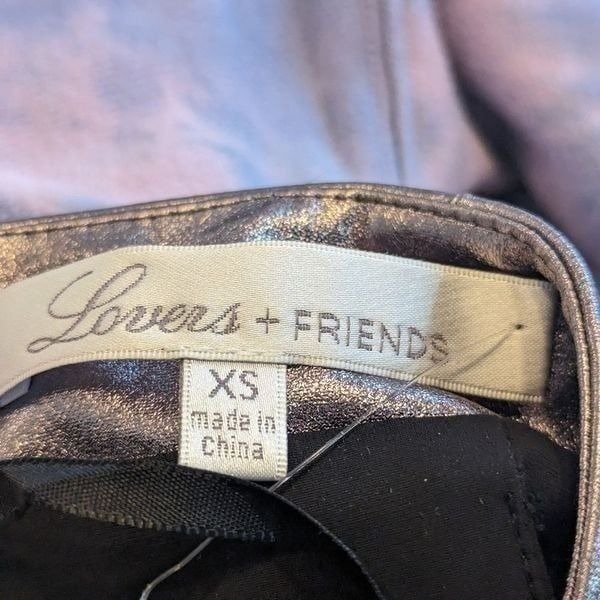 Lovers + FRIENDS
XS
made in
China